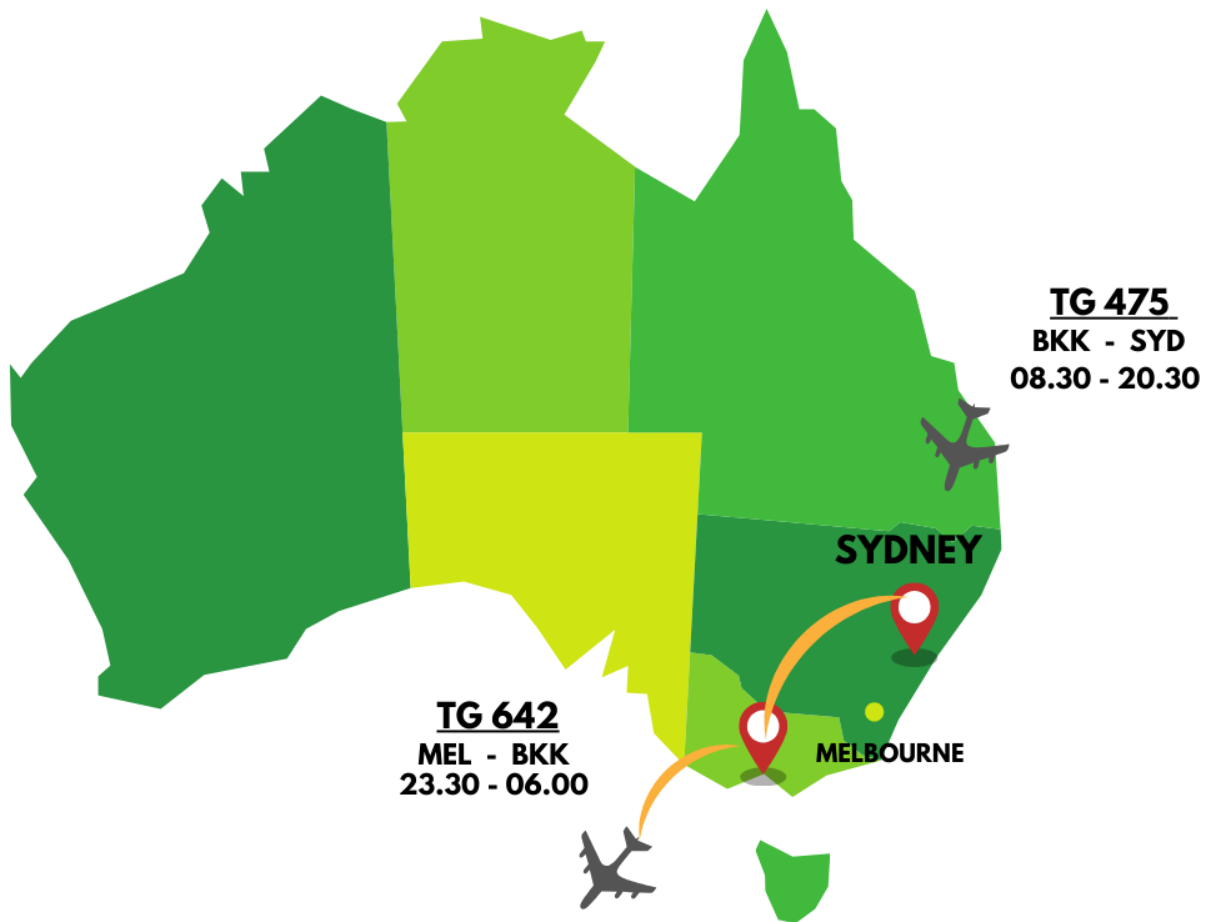 TG 475
BKK - SYD
08.30 - 20.30
SYDNEY
TG 642
MEL - BKK
23.30 - 06.00
MELBOURNE